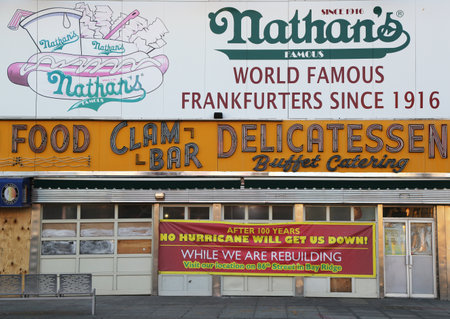 Nathan's
Nathan's
FAMOUS
SINCE 1916
Nathan's
FAMOUS
WORLD FAMOUS
FRANKFURTERS SINCE 1916
FOOD CLAM BAR DELICATESSEN
Buffet Catering
AFTER 100 YEARS
NO HURRICANE WILL GET US DOWN!
WHILE WE ARE REBUILDING
Visit our location on 86th Street in Bay Ridge